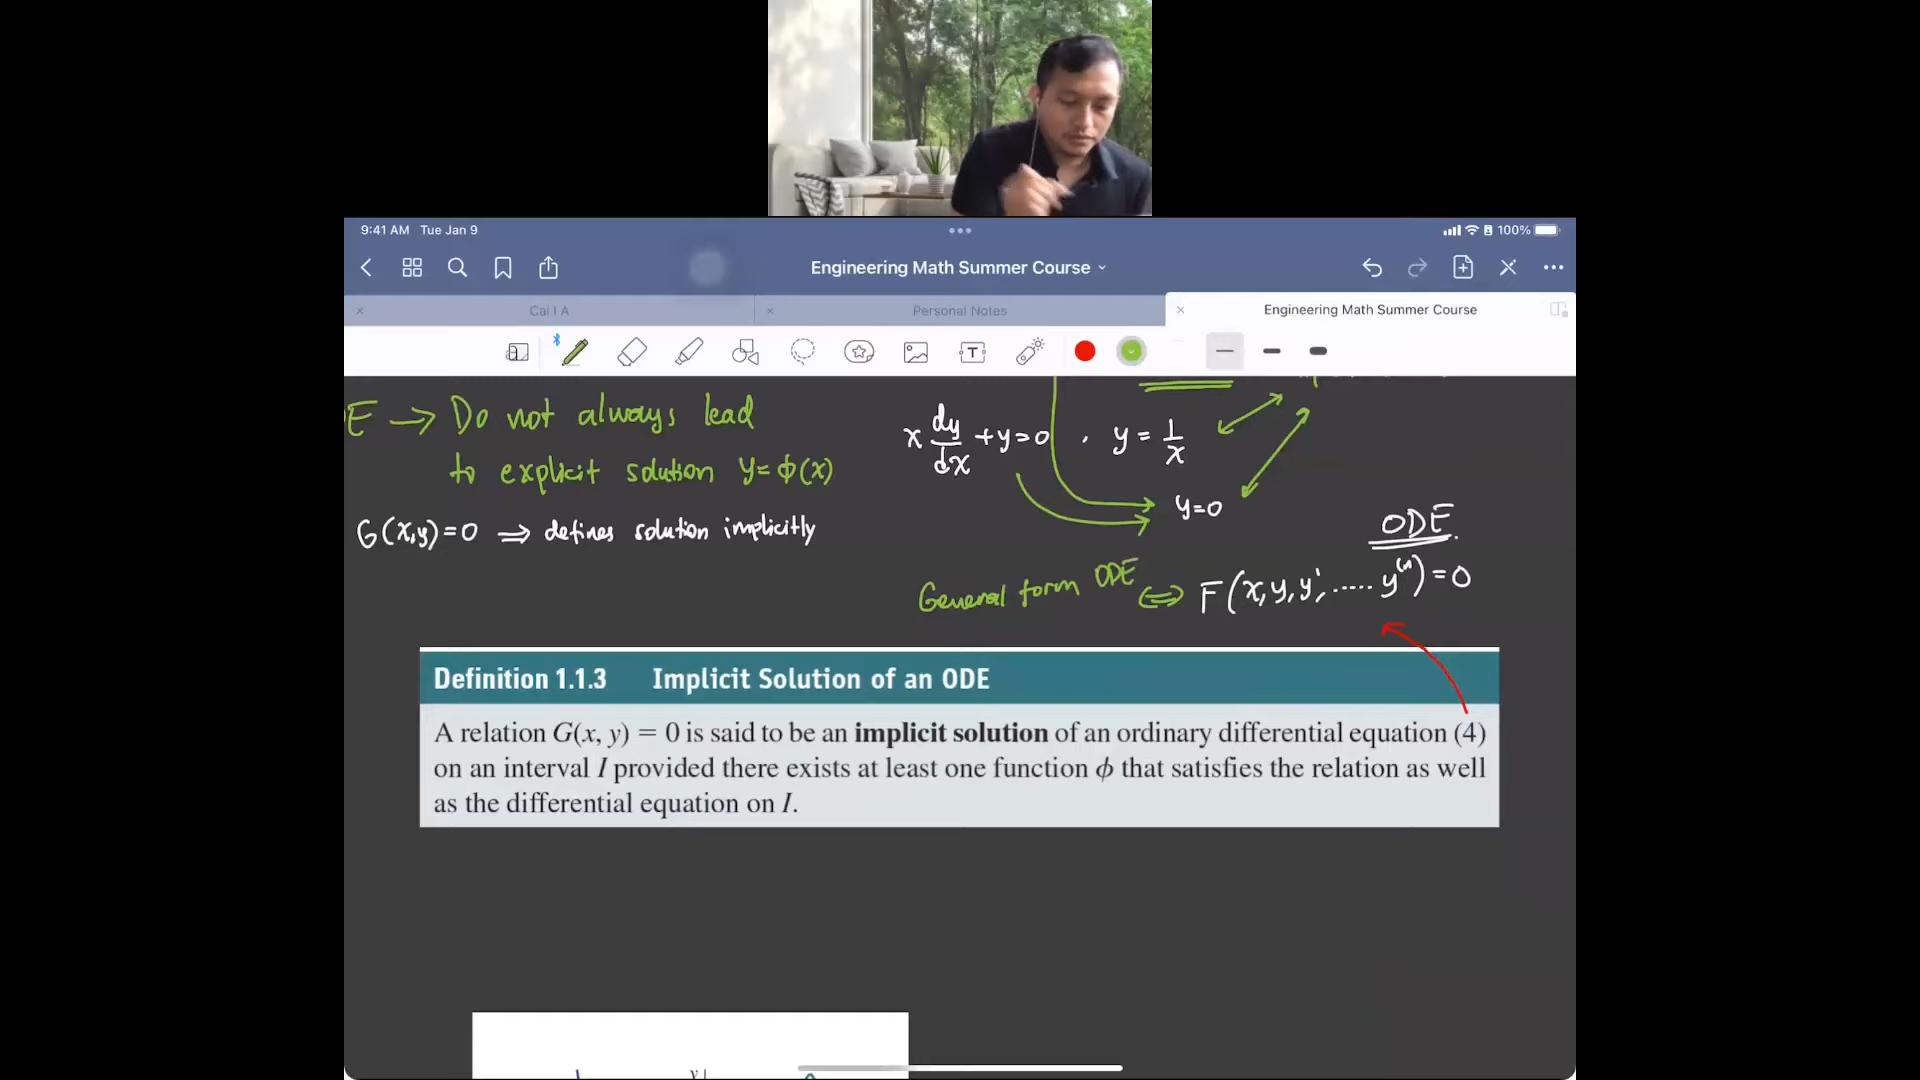 9:41 AM Tue Jan 9
100%
Engineering Math Summer Course
Cal I A
Personal Notes
Engineering Math Summer Course
E → Do not always lead
to explicit solution y=ϕ(x)
G(x,y)=0 ⇒ defines solution implicitly
x dy/dx +y=0 , y = 1/x
y=0
ODE
General form ODE ⇔ F(x,y,y',.....y⁽ⁿ⁾)=0
Definition 1.1.3 Implicit Solution of an ODE
A relation G(x, y) = 0 is said to be an implicit solution of an ordinary differential equation (4)
on an interval I provided there exists at least one function ϕ that satisfies the relation as well
as the differential equation on I.
y